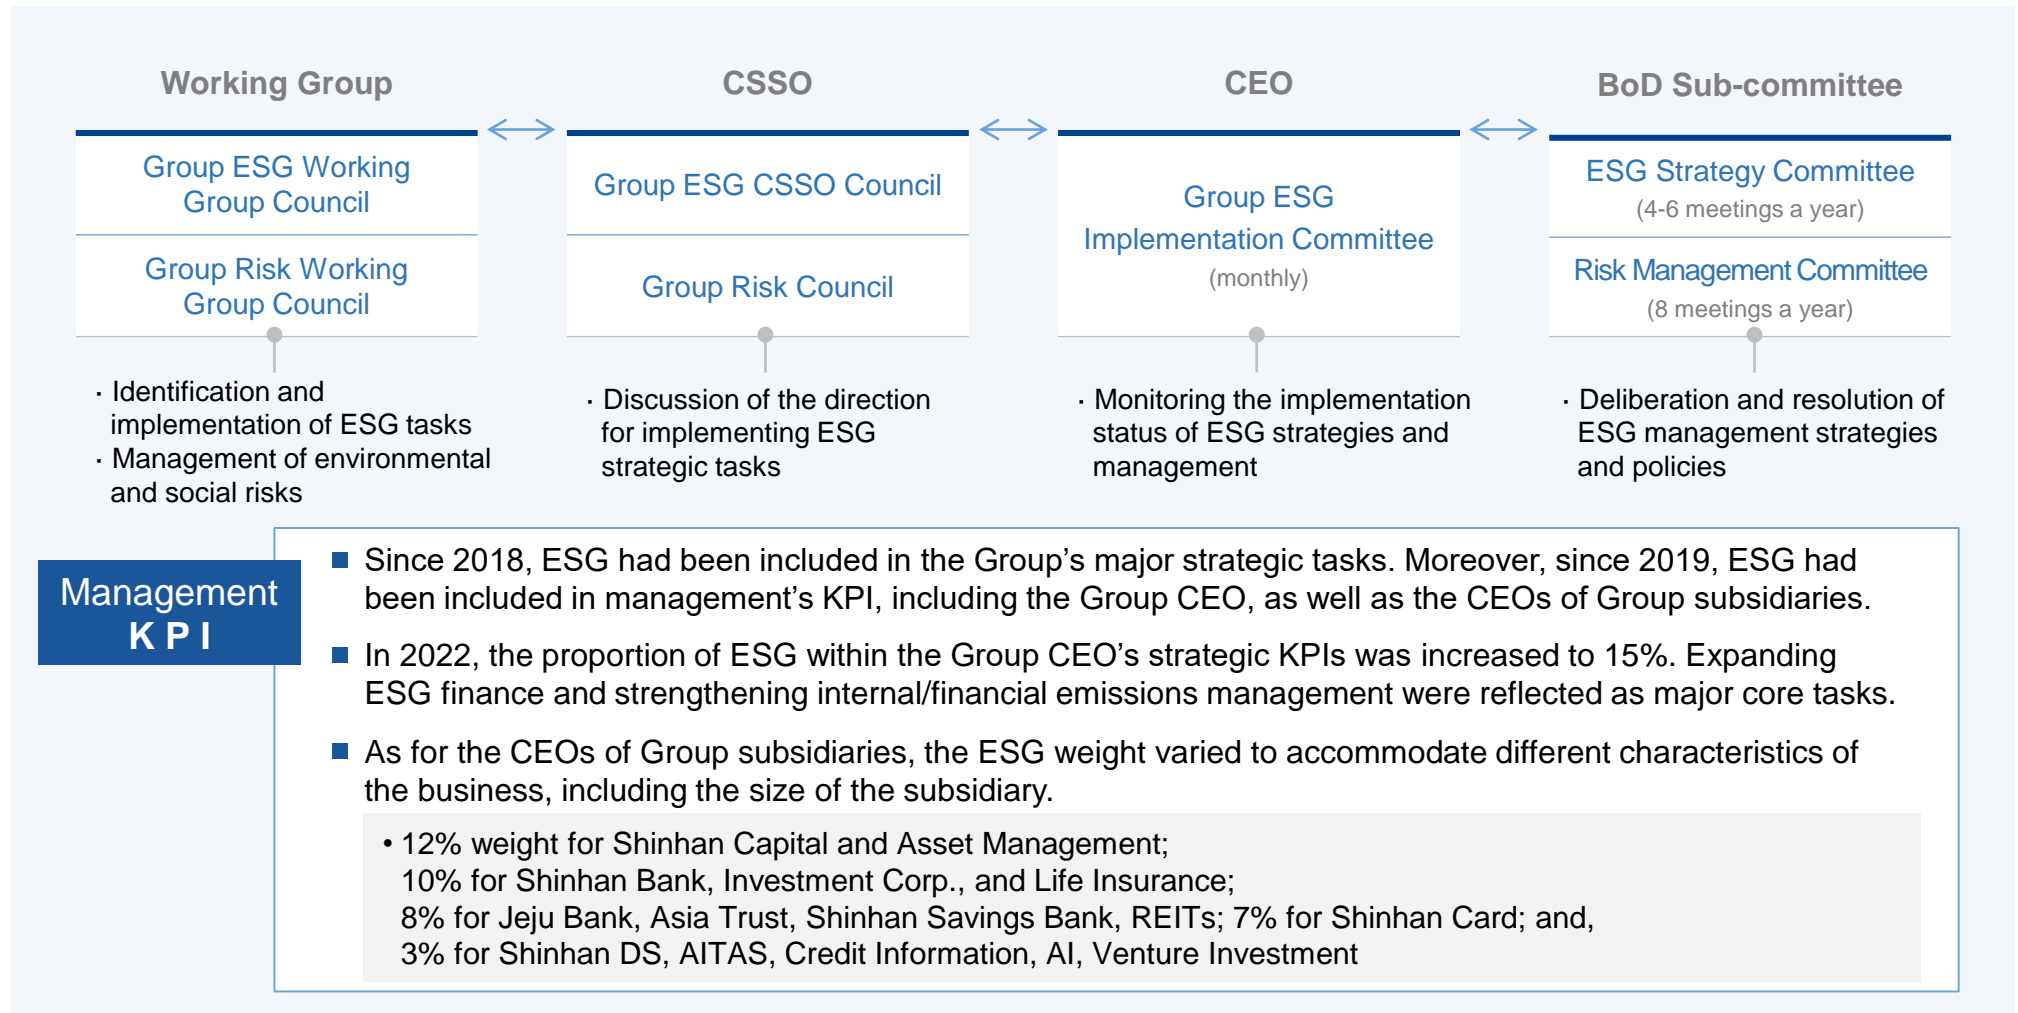 Working Group
Group ESG Working
Group Council
Group Risk Working
Group Council
· Identification and
implementation of ESG tasks
· Management of environmental
and social risks
CSSO
Group ESG CSSO Council
Group Risk Council
· Discussion of the direction
for implementing ESG
strategic tasks
CEO
Group ESG
Implementation Committee
(monthly)
· Monitoring the implementation
status of ESG strategies and
management
BoD Sub-committee
ESG Strategy Committee
(4-6 meetings a year)
Risk Management Committee
(8 meetings a year)
· Deliberation and resolution of
ESG management strategies
and policies
Management
K P I
■ Since 2018, ESG had been included in the Group’s major strategic tasks. Moreover, since 2019, ESG had
been included in management’s KPI, including the Group CEO, as well as the CEOs of Group subsidiaries.
■ In 2022, the proportion of ESG within the Group CEO’s strategic KPIs was increased to 15%. Expanding
ESG finance and strengthening internal/financial emissions management were reflected as major core tasks.
■ As for the CEOs of Group subsidiaries, the ESG weight varied to accommodate different characteristics of
the business, including the size of the subsidiary.
• 12% weight for Shinhan Capital and Asset Management;
10% for Shinhan Bank, Investment Corp., and Life Insurance;
8% for Jeju Bank, Asia Trust, Shinhan Savings Bank, REITs; 7% for Shinhan Card; and,
3% for Shinhan DS, AITAS, Credit Information, AI, Venture Investment